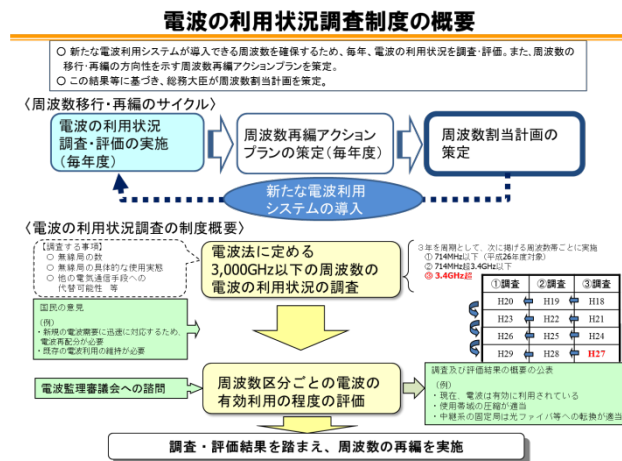 電波の利用状況調査制度の概要
○ 新たな電波利用システムが導入できる周波数を確保するため、毎年、電波の利用状況を調査・評価。また、周波数の
移行・再編の方向性を示す周波数再編アクションプランを策定。
○ この結果等に基づき、総務大臣が周波数割当計画を策定。
〈周波数移行・再編のサイクル〉
電波の利用状況
調査・評価の実施
(毎年度)
周波数再編アクション
プランの策定(毎年度)
周波数割当計画の
策定
新たな電波利用
システムの導入
〈電波の利用状況調査の制度概要〉
【調査する事項】
○ 無線局の数
○ 無線局の具体的な使用実態
○ 他の電気通信手段への
代替可能性 等
電波法に定める
3,000GHz以下の周波数の
電波の利用状況の調査
3年を周期として、次に掲げる周波数帯ごとに実施
① 714MHz以下(平成26年度対象)
② 714MHz超3.4GHz以下
③ 3.4GHz超
①調査 ②調査 ③調査
H20 H19 H18
H23 H22 H21
H26 H25 H24
H29 H28 H27
国民の意見
(例)
・新規の電波需要に迅速に対応するため、
電波再配分が必要
・既存の電波利用の維持が必要
電波監理審議会への諮問
周波数区分ごとの電波の
有効利用の程度の評価
調査及び評価結果の概要の公表
(例)
・現在、電波は有効に利用されている
・使用帯域の圧縮が適当
・中継系の固定局は光ファイバ等への転換が適当
調査・評価結果を踏まえ、周波数の再編を実施